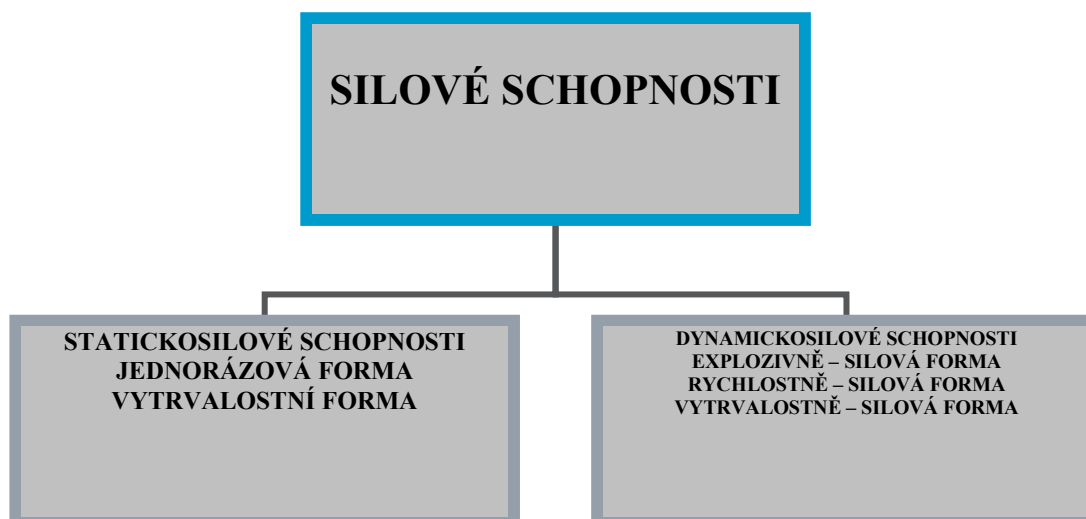 SILOVÉ SCHOPNOSTI
STATICKOSILOVÉ SCHOPNOSTI
JEDNORÁZOVÁ FORMA
VYTRVALOSTNÍ FORMA
DYNAMICKOSILOVÉ SCHOPNOSTI
EXPLOZIVNĚ – SILOVÁ FORMA
RYCHLOSTNĚ – SILOVÁ FORMA
VYTRVALOSTNĚ – SILOVÁ FORMA